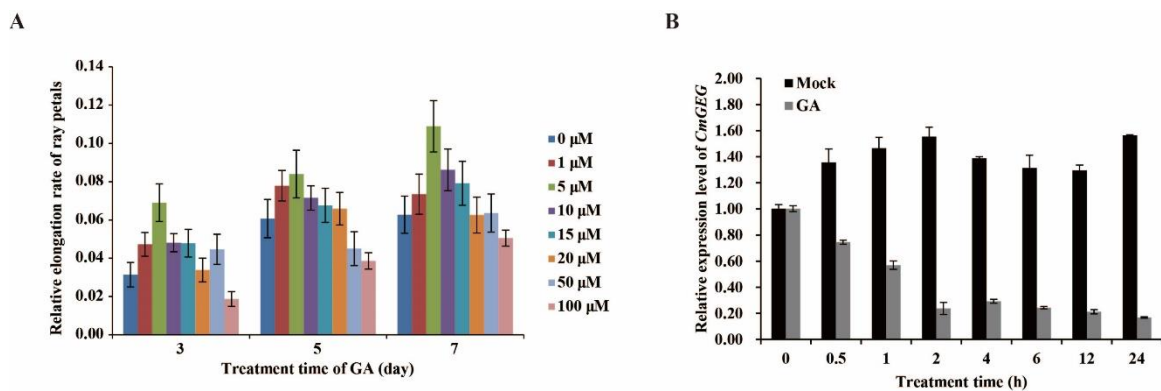 A
Relative elongation rate of ray petals
0.14
0.12
0.10
0.08
0.06
0.04
0.02
0.00
3 5 7
Treatment time of GA (day)
0 μM
1 μM
5 μM
10 μM
15 μM
20 μM
50 μM
100 μM
B
Relative expression level of CmGEG
2.00
1.80
1.60
1.40
1.20
1.00
0.80
0.60
0.40
0.20
0.00
Mock
GA
0 0.5 1 2 4 6 12 24
Treatment time (h)